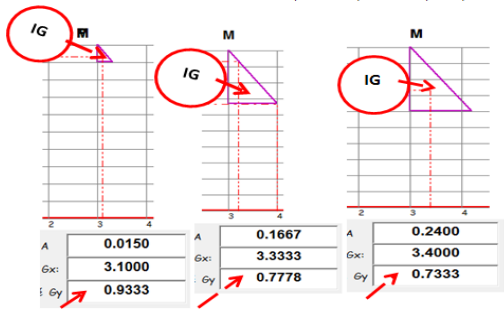 IG M
2 3 4
A 0.0150
Gx: 3.1000
Gy 0.9333
M
IG
3 4
A 0.1667
Gx: 3.3333
Gy 0.7778
M
IG
2 3 4
A 0.2400
Gx: 3.4000
Gy 0.7333